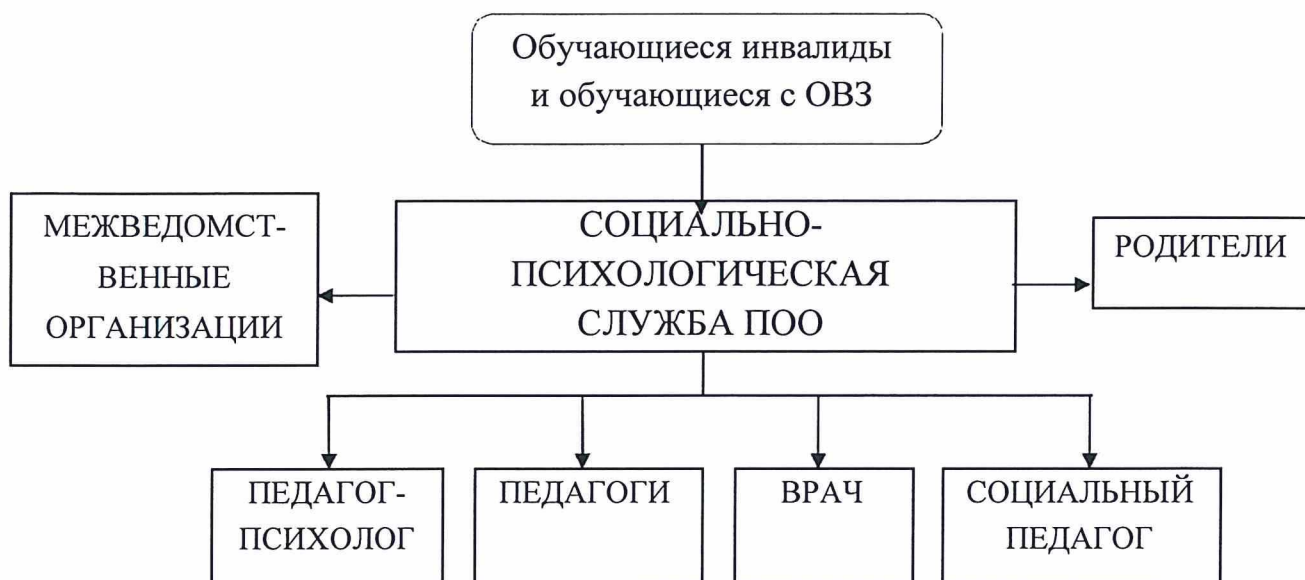 Обучающиеся инвалиды
и обучающиеся с ОВЗ
МЕЖВЕДОМСТ-
ВЕННЫЕ
ОРГАНИЗАЦИИ
СОЦИАЛЬНО-
ПСИХОЛОГИЧЕСКАЯ
СЛУЖБА ПОО
РОДИТЕЛИ
ПЕДАГОГ-
ПСИХОЛОГ
ПЕДАГОГИ
ВРАЧ
СОЦИАЛЬНЫЙ
ПЕДАГОГ